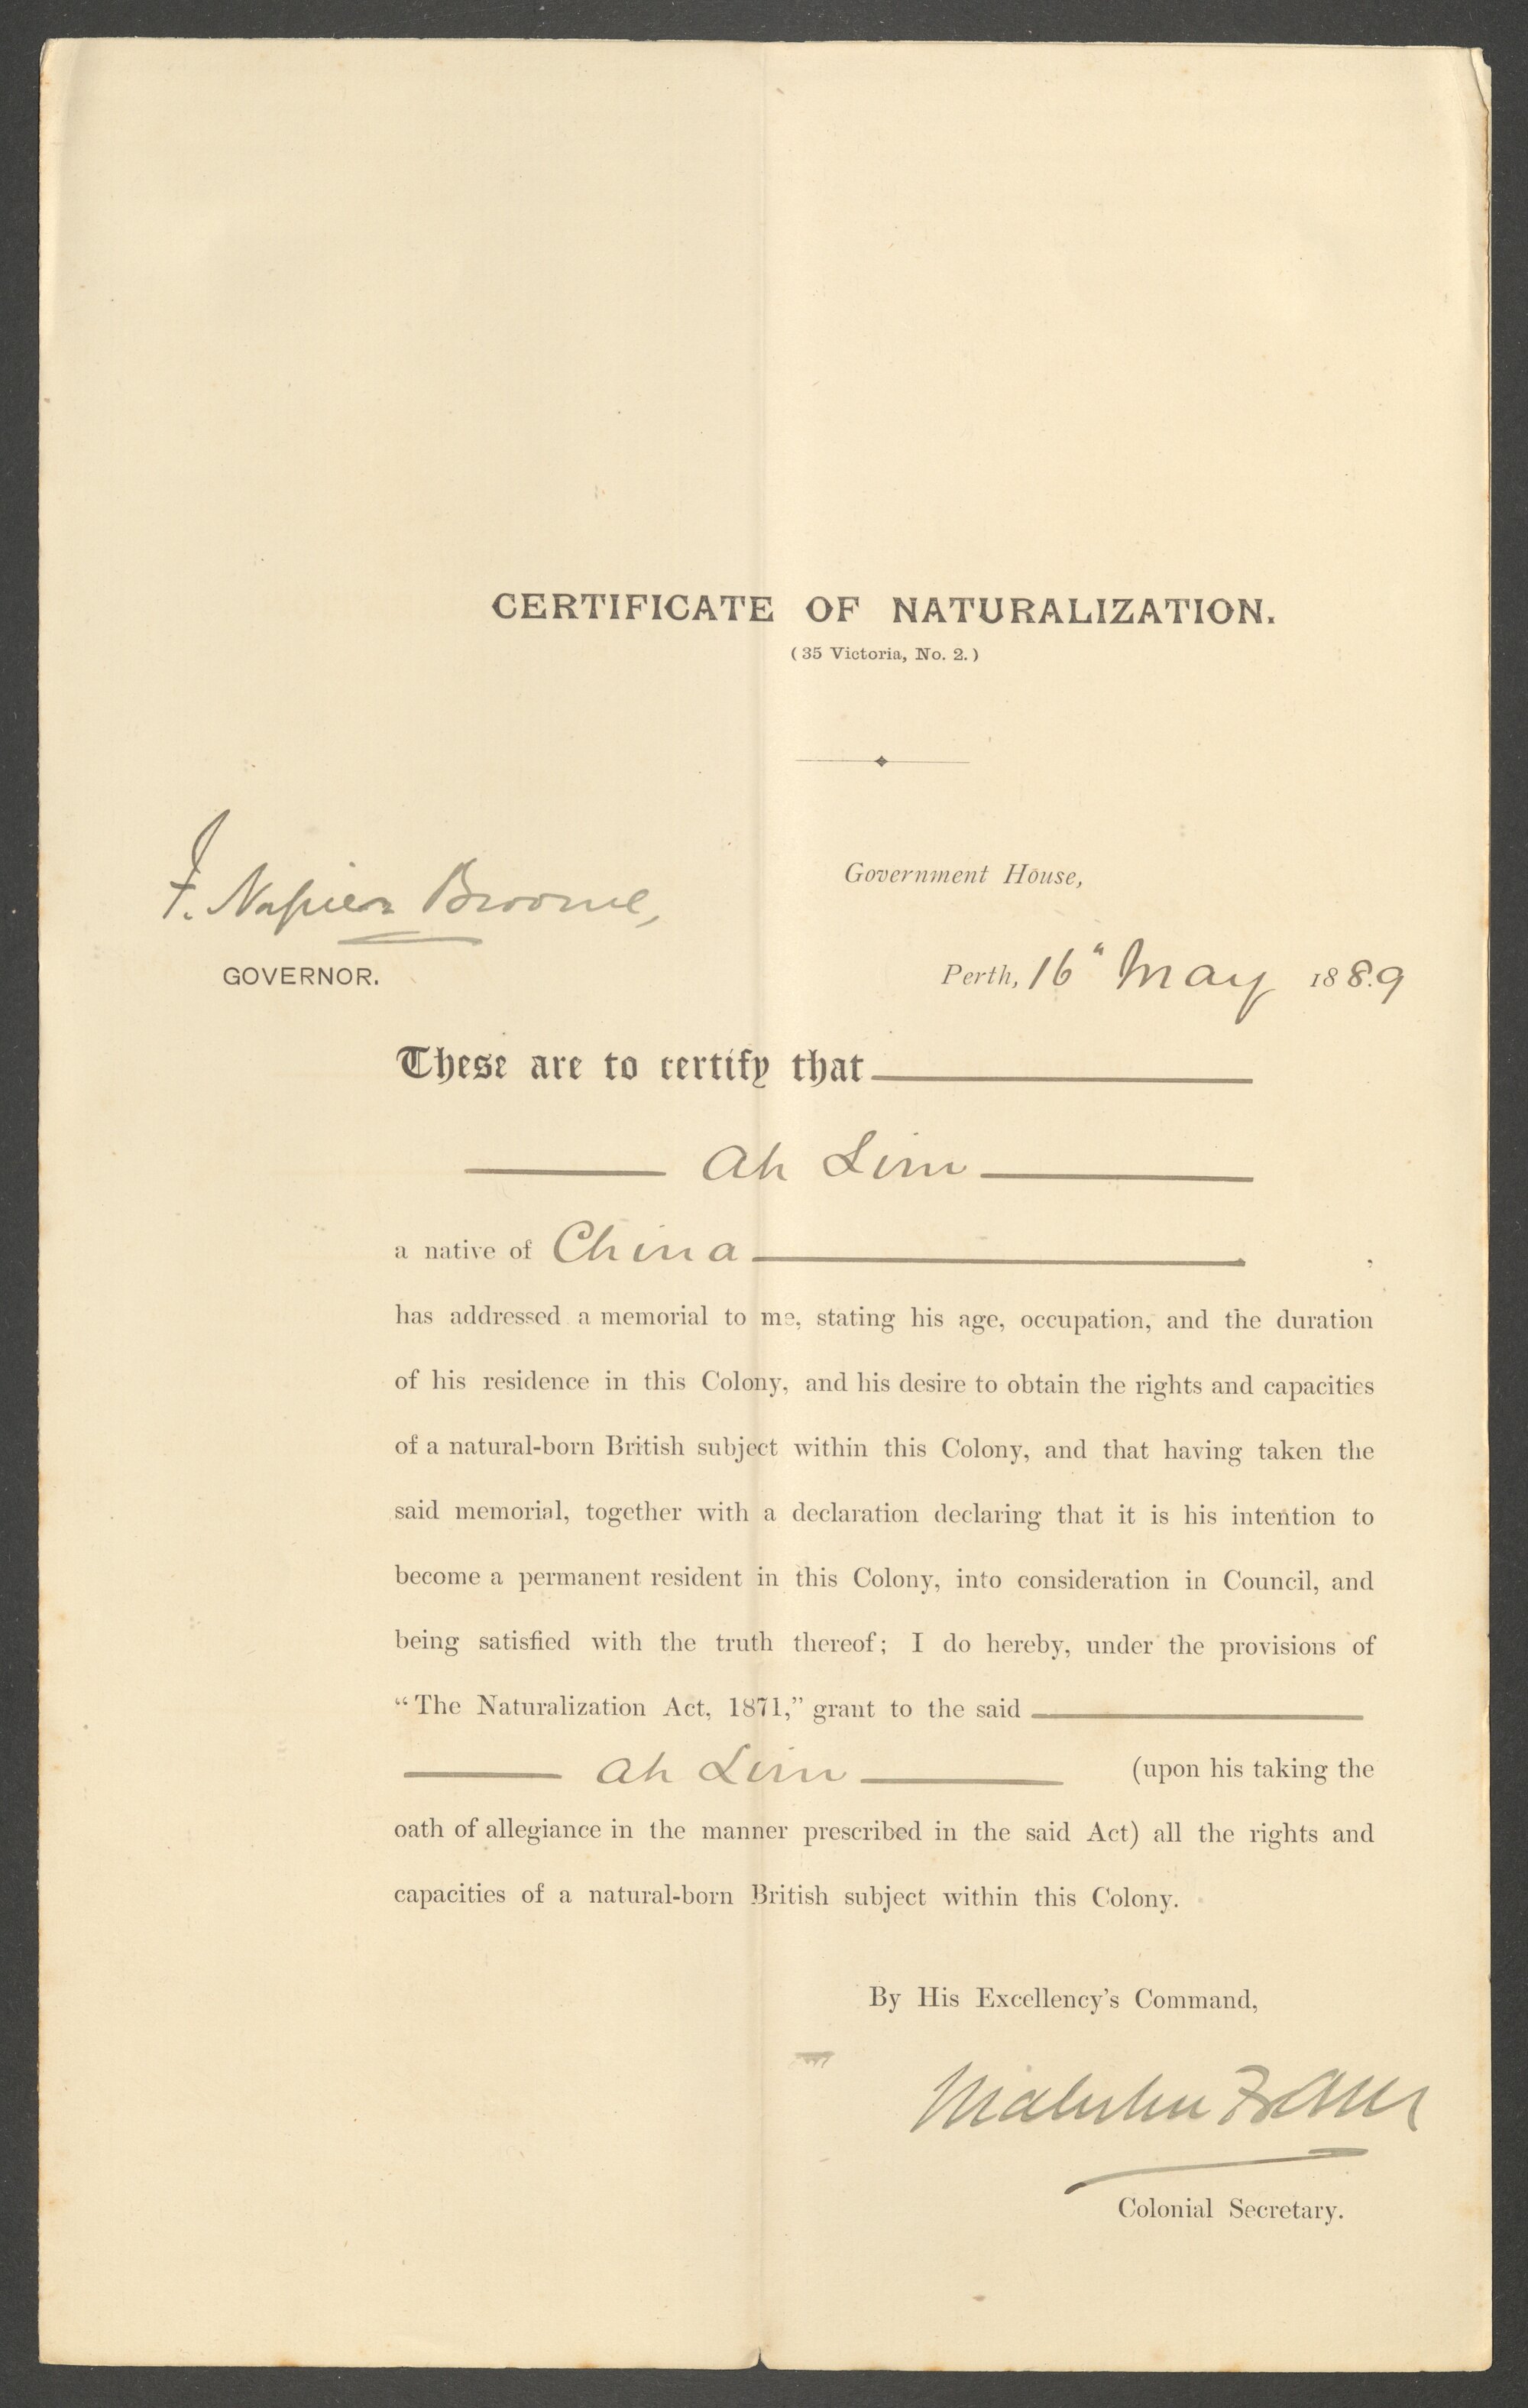 CERTIFICATE OF NATURALIZATION.
(35 Victoria, No. 2.)
F. Napier Broome,
GOVERNOR.
Government House,
Perth, 16th May 1889
These are to certify that
Ah Lim
a native of China ,
has addressed a memorial to me, stating his age, occupation, and the duration
of his residence in this Colony, and his desire to obtain the rights and capacities
of a natural-born British subject within this Colony, and that having taken the
said memorial, together with a declaration declaring that it is his intention to
become a permanent resident in this Colony, into consideration in Council, and
being satisfied with the truth thereof; I do hereby, under the provisions of
“The Naturalization Act, 1871,” grant to the said
Ah Lim (upon his taking the
oath of allegiance in the manner prescribed in the said Act) all the rights and
capacities of a natural-born British subject within this Colony.
By His Excellency’s Command,
Malcolm Fraser
Colonial Secretary.